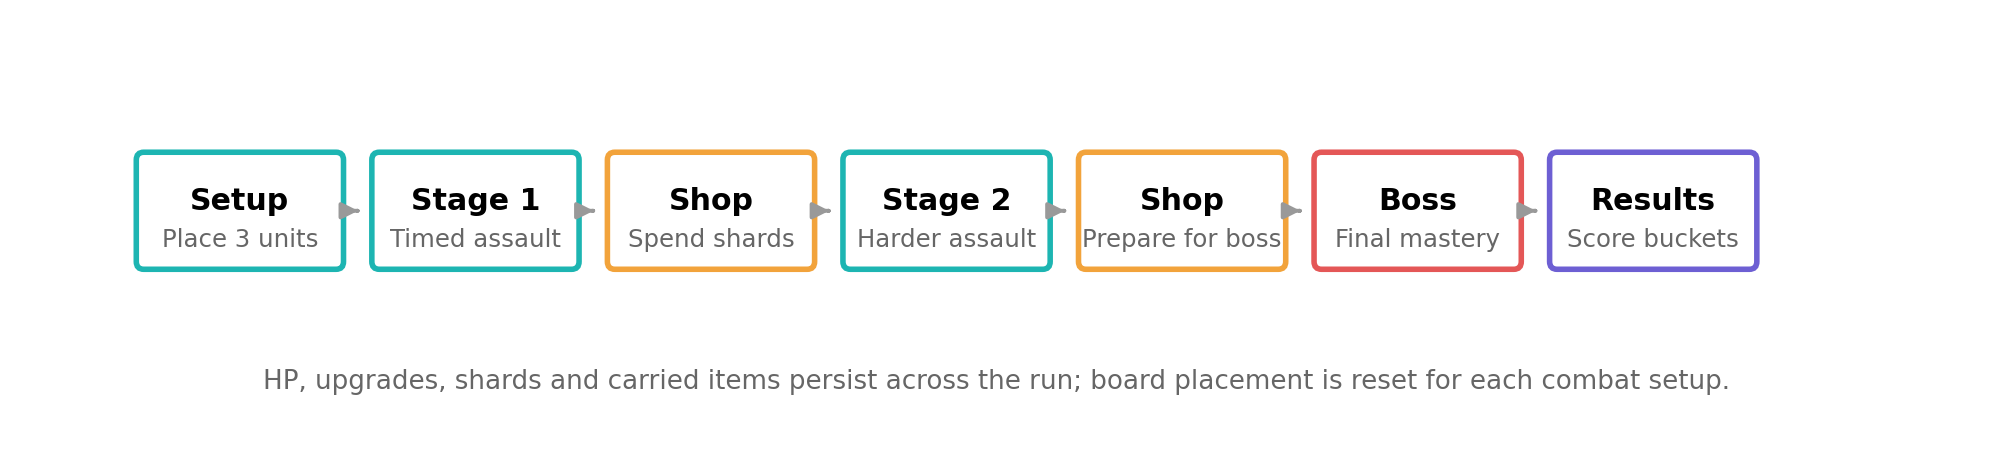 Setup
Place 3 units
Stage 1
Timed assault
Shop
Spend shards
Stage 2
Harder assault
Shop
Prepare for boss
Boss
Final mastery
Results
Score buckets
HP, upgrades, shards and carried items persist across the run; board placement is reset for each combat setup.